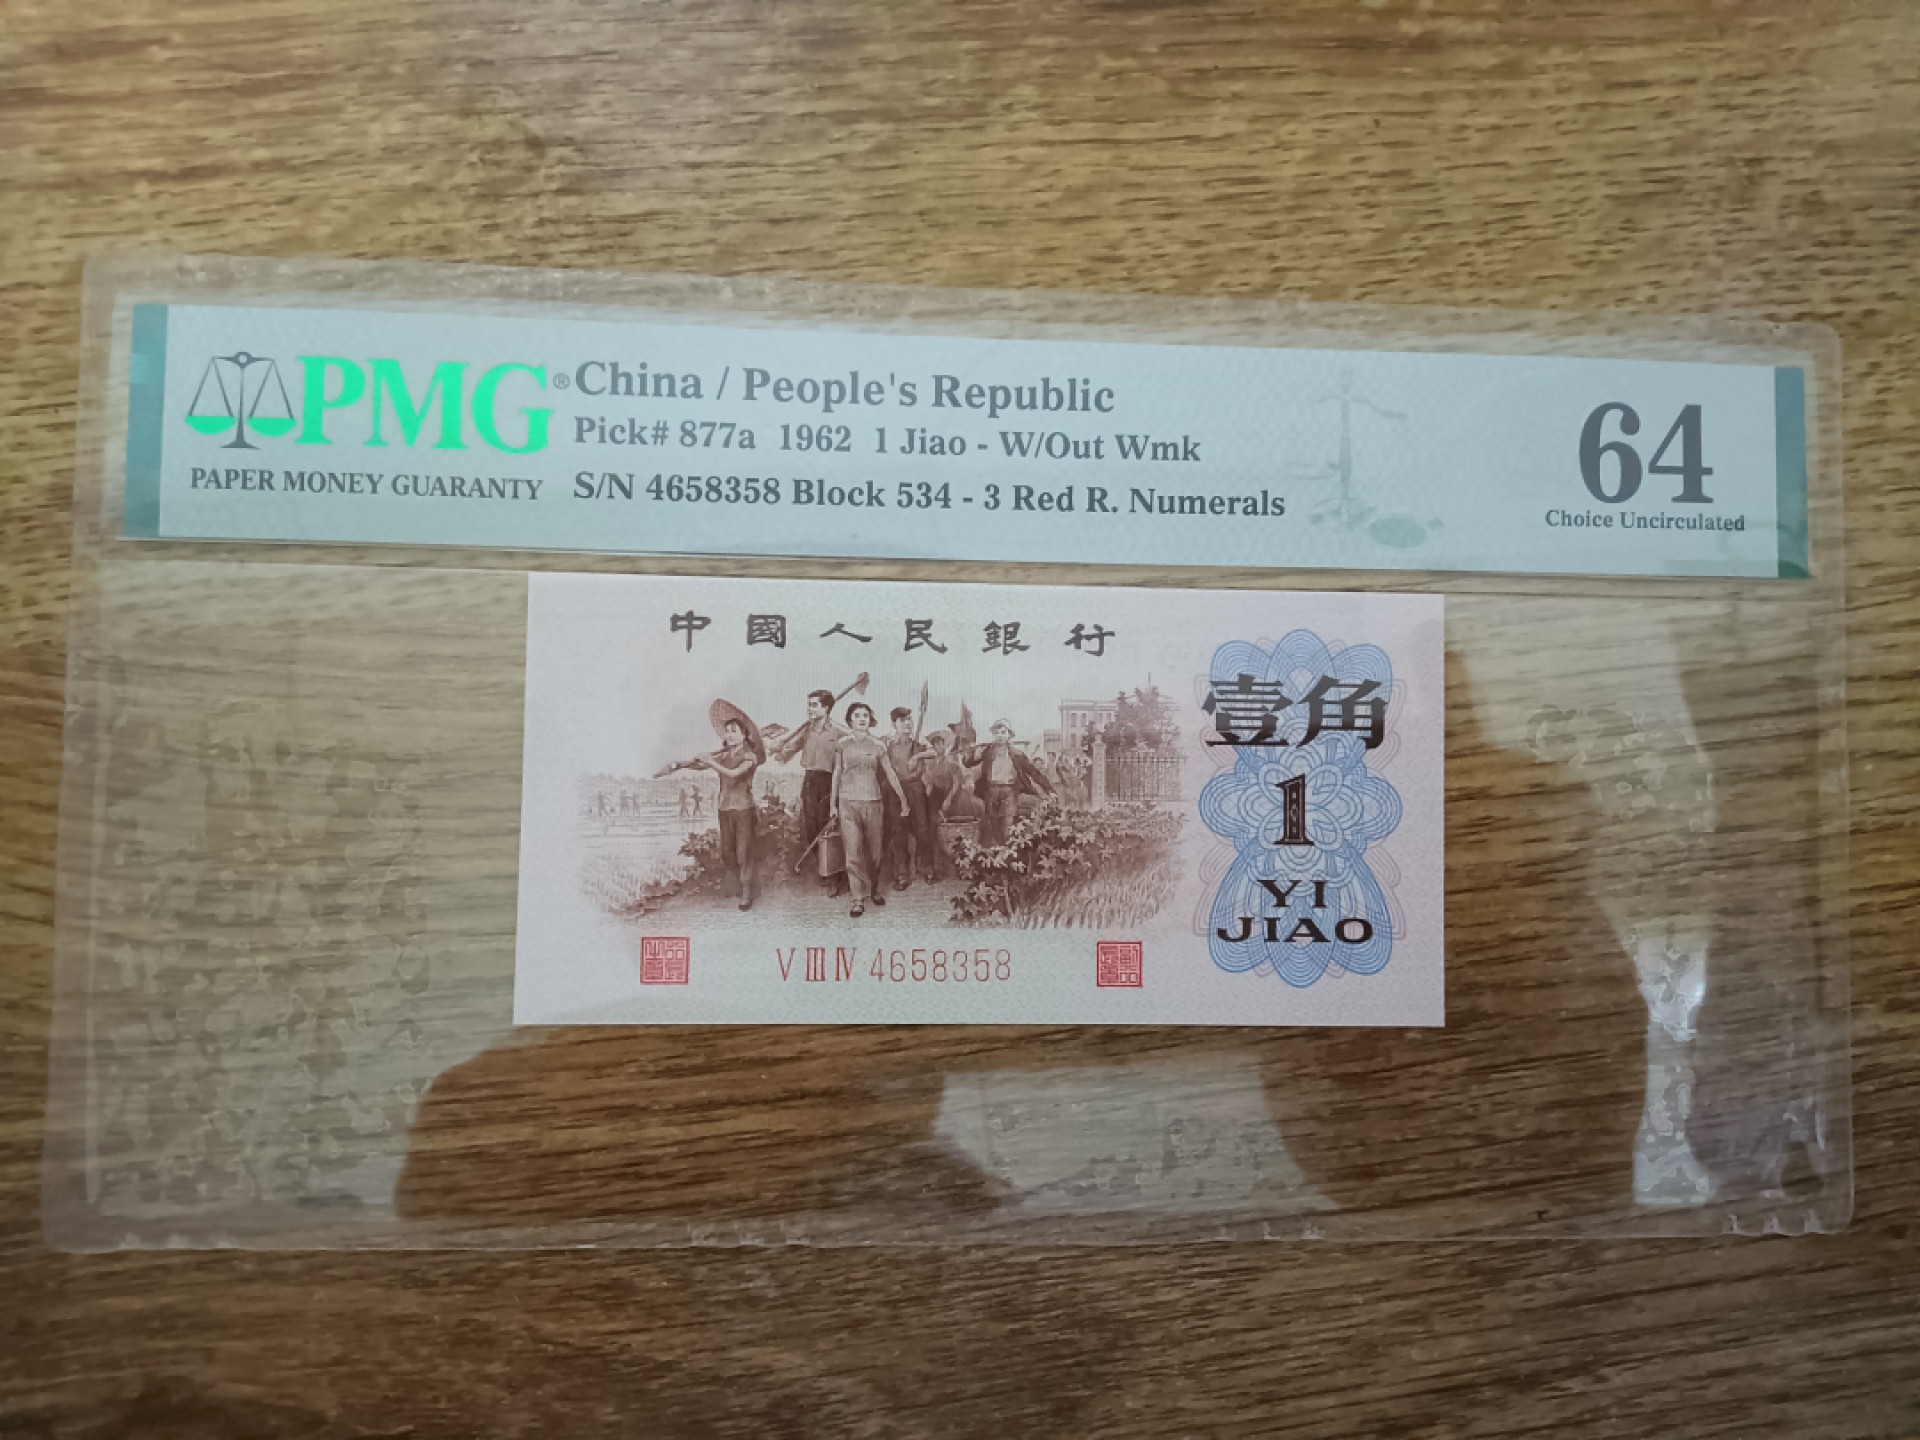 PMG®
PAPER MONEY GUARANTY
China / People's Republic
Pick# 877a 1962 1 Jiao - W/Out Wmk
S/N 4658358 Block 534 - 3 Red R. Numerals
64
Choice Uncirculated
中國人民銀行
壹角
1
YI
JIAO
V III IV 4658358